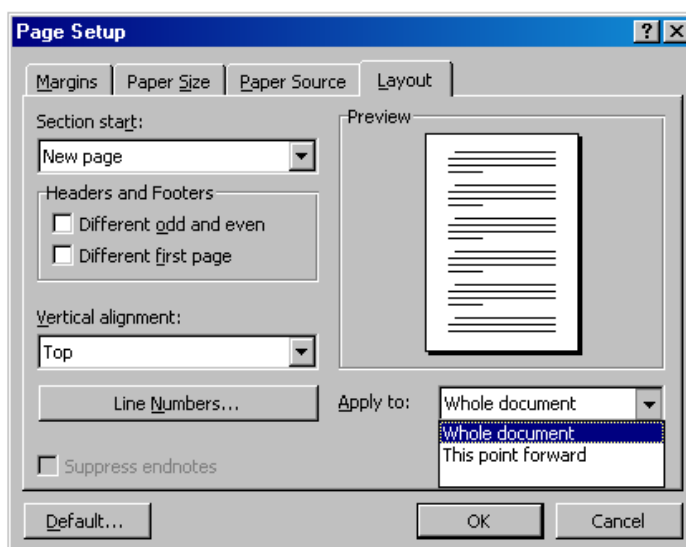 Page Setup
Margins
Paper Size
Paper Source
Layout
Section start:
New page
Headers and Footers
Different odd and even
Different first page
Vertical alignment:
Top
Line Numbers...
Suppress endnotes
Preview
Apply to:
Whole document
Whole document
This point forward
Default...
OK
Cancel